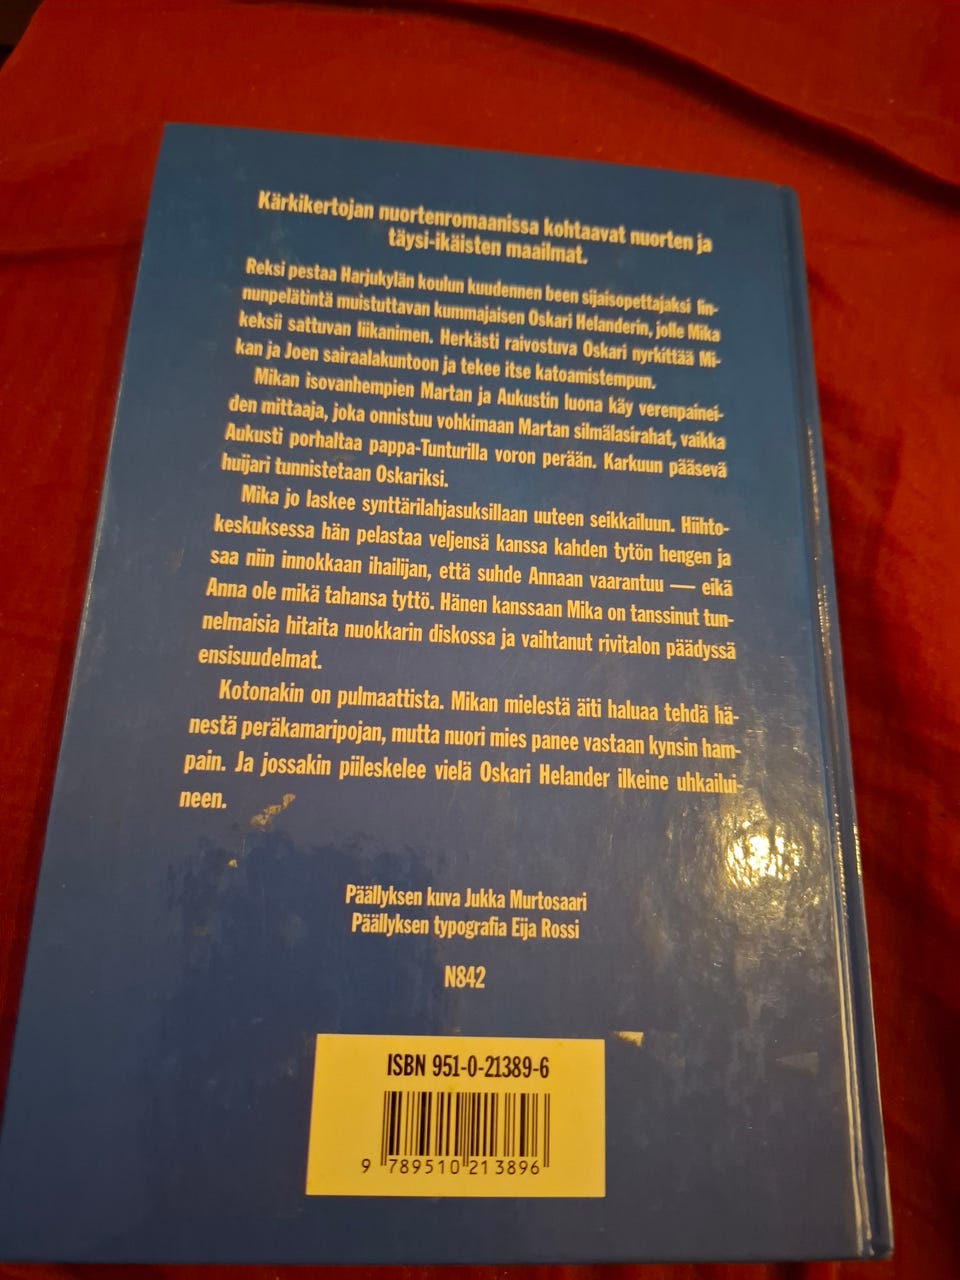 Kärkikertojan nuortenromaanissa kohtaavat nuorten ja
täysi-ikäisten maailmat.
Reksi pestaa Harjukylän koulun kuudennen been sijaisopettajaksi lin-
nunpelätintä muistuttavan kummajaisen Oskari Helanderin, jolle Mika
keksii sattuvan liikanimen. Herkästi raivostuva Oskari nyrkittää Mi-
kan ja Joen sairaalakuntoon ja tekee itse katoamistempun.
Mikan isovanhempien Martan ja Aukustin luona käy verenpainei-
den mittaaja, joka onnistuu vohkimaan Martan silmälasirahat, vaikka
Aukusti porhaltaa pappa-Tunturilla voron perään. Karkuun pääsevä
huijari tunnistetaan Oskariksi.
Mika jo laskee synttärilahjasuksillaan uuteen seikkailuun. Hiihto-
keskuksessa hän pelastaa veljensä kanssa kahden tytön hengen ja
saa niin innokkaan ihailijan, että suhde Annaan vaarantuu — eikä
Anna ole mikä tahansa tyttö. Hänen kanssaan Mika on tanssinut tun-
nelmaisia hitaita nuokkarin diskossa ja vaihtanut rivitalon päädyssä
ensisuudelmat.
Kotonakin on pulmaattista. Mikan mielestä äiti haluaa tehdä hä-
nestä peräkamaripojan, mutta nuori mies panee vastaan kynsin ham-
pain. Ja jossakin piileskelee vielä Oskari Helander ilkeine uhkailui-
neen.
Päällyksen kuva Jukka Murtosaari
Päällyksen typografia Eija Rossi
N842
ISBN 951-0-21389-6
9 789510 213896